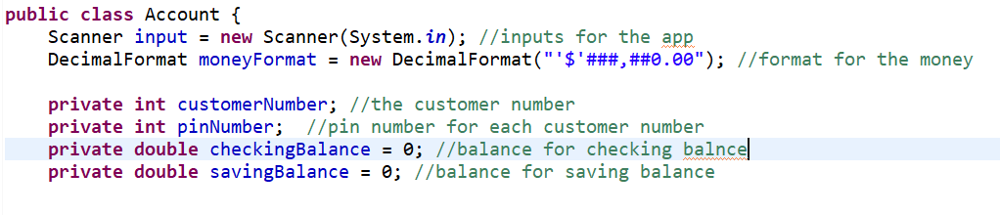 public class Account {
    Scanner input = new Scanner(System.in); //inputs for the app
    DecimalFormat moneyFormat = new DecimalFormat("'$'###,##0.00"); //format for the money
    private int customerNumber; //the customer number
    private int pinNumber;  //pin number for each customer number
    private double checkingBalance = 0; //balance for checking balnce
    private double savingBalance = 0; //balance for saving balance